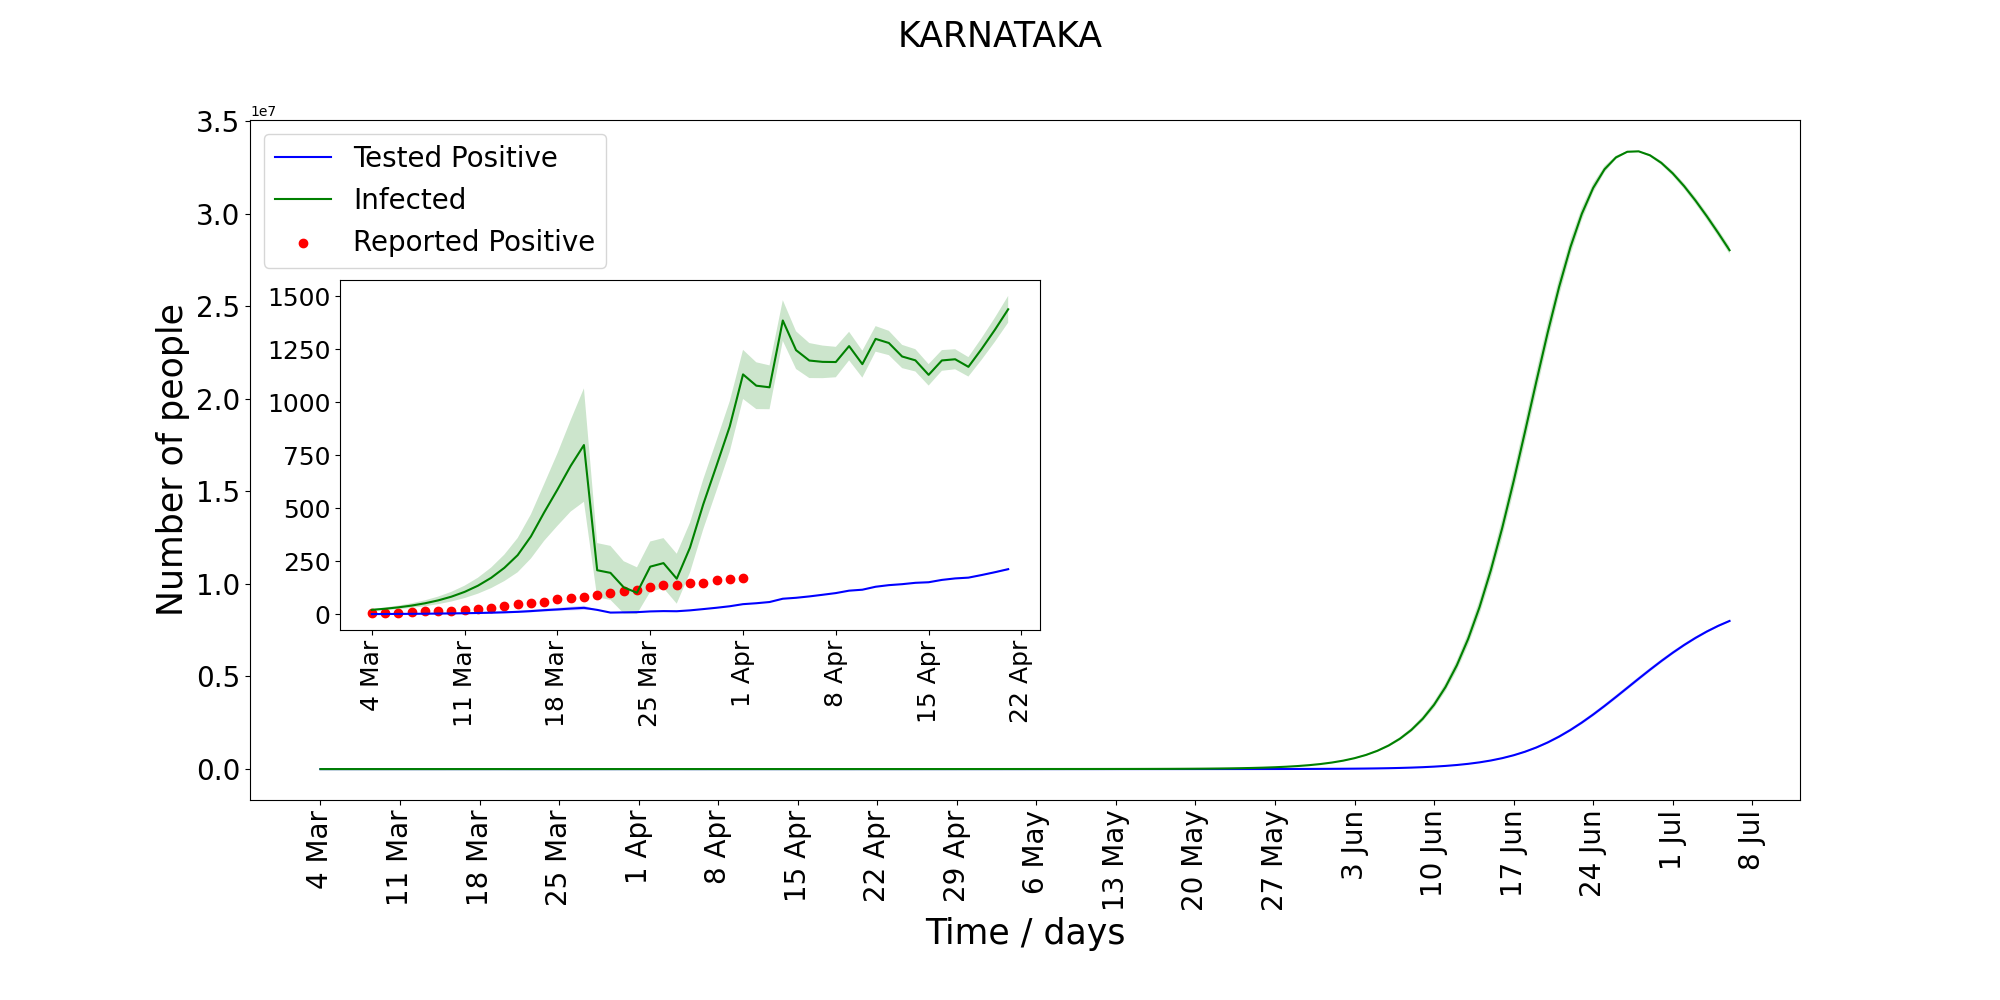 KARNATAKA
1e7
3.5
3.0
2.5
2.0
1.5
1.0
0.5
0.0
Number of people
Tested Positive
Infected
Reported Positive
1500
1250
1000
750
500
250
0
4 Mar
11 Mar
18 Mar
25 Mar
1 Apr
8 Apr
15 Apr
22 Apr
4 Mar
11 Mar
18 Mar
25 Mar
1 Apr
8 Apr
15 Apr
22 Apr
29 Apr
6 May
13 May
20 May
27 May
3 Jun
10 Jun
17 Jun
24 Jun
1 Jul
8 Jul
Time / days